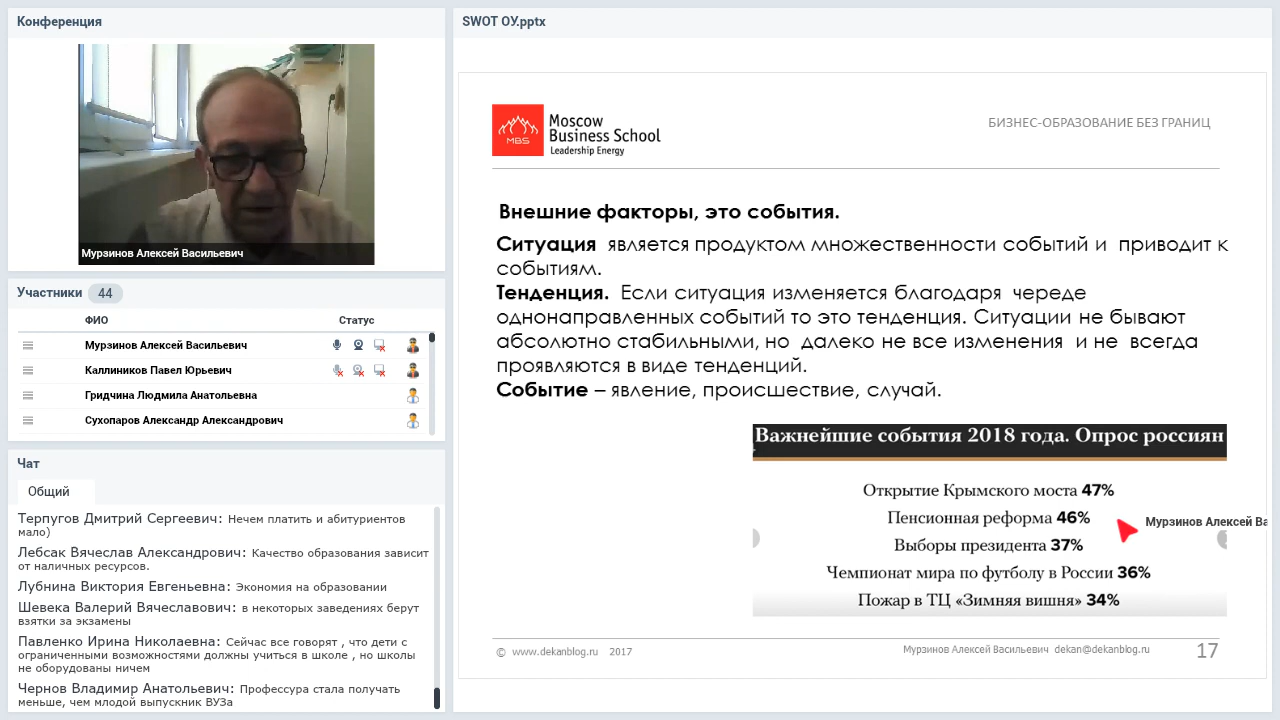 Конференция
Мурзинов Алексей Васильевич
Участники 44
ФИО Статус
Мурзинов Алексей Васильевич
Каллиников Павел Юрьевич
Гридчина Людмила Анатольевна
Сухопаров Александр Александрович
Чат
Общий
Терпугов Дмитрий Сергеевич: Нечем платить и абитуриентов
мало)
Лебсак Вячеслав Александрович: Качество образования зависит
от наличных ресурсов.
Лубнина Виктория Евгеньевна: Экономия на образовании
Шевека Валерий Вячеславович: в некоторых заведениях берут
взятки за экзамены
Павленко Ирина Николаевна: Сейчас все говорят , что дети с
ограниченными возможностями должны учиться в школе , но школы
не оборудованы ничем
Чернов Владимир Анатольевич: Профессура стала получать
меньше, чем млодой выпускник ВУЗа
SWOT ОУ.pptx
MBS
Moscow
Business School
Leadership Energy
БИЗНЕС-ОБРАЗОВАНИЕ БЕЗ ГРАНИЦ
Внешние факторы, это события.
Ситуация является продуктом множественности событий и приводит к
событиям.
Тенденция. Если ситуация изменяется благодаря череде
однонаправленных событий то это тенденция. Ситуации не бывают
абсолютно стабильными, но далеко не все изменения и не всегда
проявляются в виде тенденций.
Событие – явление, происшествие, случай.
Важнейшие события 2018 года. Опрос россиян
Открытие Крымского моста 47%
Пенсионная реформа 46%
Мурзинов Алексей Ва
Выборы президента 37%
Чемпионат мира по футболу в России 36%
Пожар в ТЦ «Зимняя вишня» 34%
© www.dekanblog.ru 2017
Мурзинов Алексей Васильевич dekan@dekanblog.ru
17